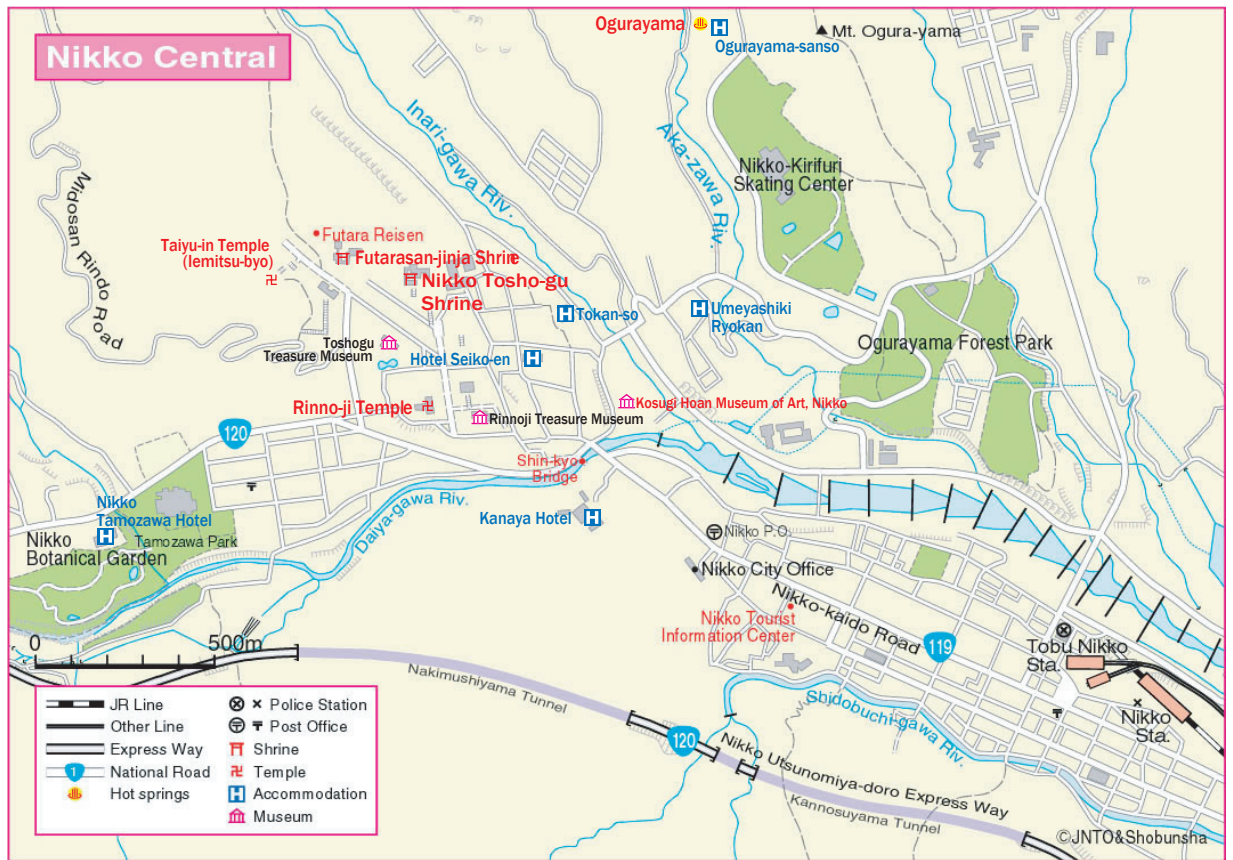 Nikko Central
Ogurayama
Ogurayama-sanso
Mt. Ogura-yama
Inari-gawa Riv.
Aka-zawa Riv.
Nikko-Kirifuri
Skating Center
Midosan Rindo Road
Futara Reisen
Taiyu-in Temple
(Iemitsu-byo)
Futarasan-jinja Shrine
Nikko Tosho-gu
Shrine
Tokan-so
Umeyashiki
Ryokan
Toshogu
Treasure Museum
Hotel Seiko-en
Ogurayama Forest Park
Rinno-ji Temple
Rinnoji Treasure Museum
Kosugi Hoan Museum of Art, Nikko
120
Shin-kyo
Bridge
Daiya-gawa Riv.
Kanaya Hotel
Nikko
Tamozawa Hotel
Tamozawa Park
Nikko
Botanical Garden
Nikko P.O.
Nikko City Office
Nikko-kaido Road
119
Nikko Tourist
Information Center
Tobu Nikko
Sta.
Nikko
Sta.
0 500m
Nakimushiyama Tunnel
Shidobuchi-gawa Riv.
120
Nikko Utsunomiya-doro Express Way
Kannosuyama Tunnel
JR Line
Other Line
Express Way
1 National Road
Hot springs
Police Station
Post Office
Shrine
Temple
H Accommodation
Museum
©JNTO&Shobunsha